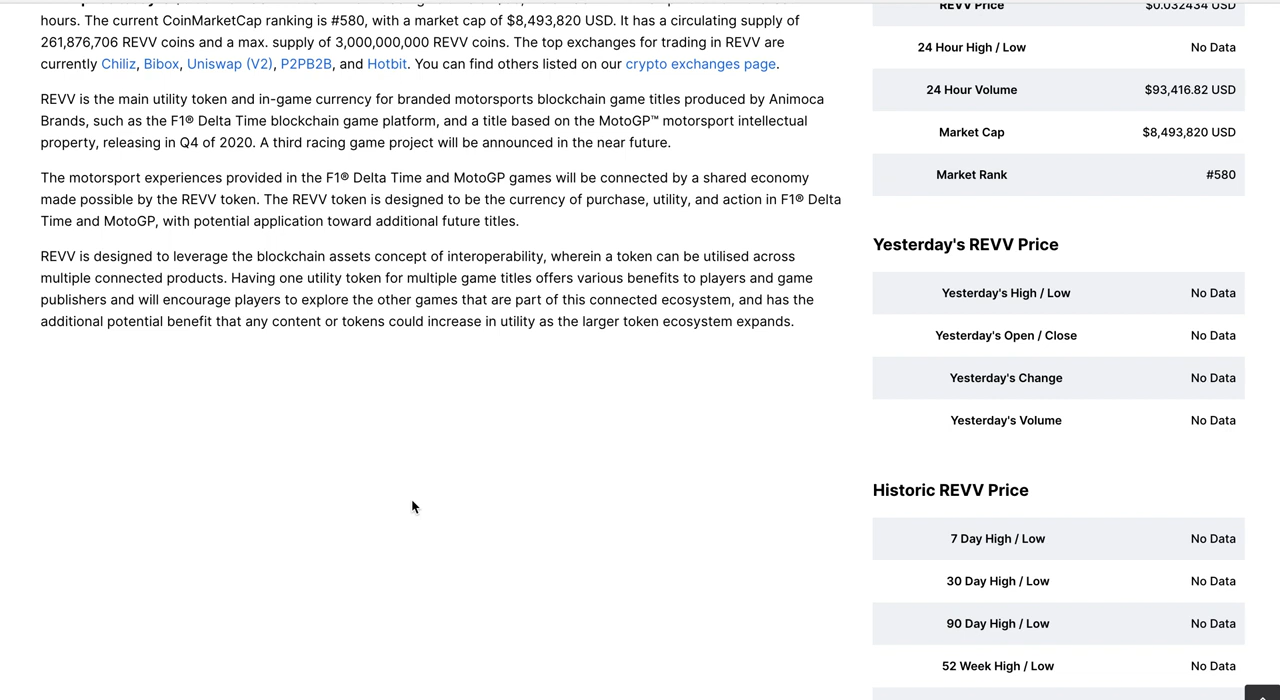 hours. The current CoinMarketCap ranking is #580, with a market cap of $8,493,820 USD. It has a circulating supply of
261,876,706 REVV coins and a max. supply of 3,000,000,000 REVV coins. The top exchanges for trading in REVV are
currently Chiliz, Bibox, Uniswap (V2), P2PB2B, and Hotbit. You can find others listed on our crypto exchanges page.
REVV is the main utility token and in-game currency for branded motorsports blockchain game titles produced by Animoca
Brands, such as the F1® Delta Time blockchain game platform, and a title based on the MotoGP™ motorsport intellectual
property, releasing in Q4 of 2020. A third racing game project will be announced in the near future.
The motorsport experiences provided in the F1® Delta Time and MotoGP games will be connected by a shared economy
made possible by the REVV token. The REVV token is designed to be the currency of purchase, utility, and action in F1® Delta
Time and MotoGP, with potential application toward additional future titles.
REVV is designed to leverage the blockchain assets concept of interoperability, wherein a token can be utilised across
multiple connected products. Having one utility token for multiple game titles offers various benefits to players and game
publishers and will encourage players to explore the other games that are part of this connected ecosystem, and has the
additional potential benefit that any content or tokens could increase in utility as the larger token ecosystem expands.
REVV Price $0.032434 USD
24 Hour High / Low No Data
24 Hour Volume $93,416.82 USD
Market Cap $8,493,820 USD
Market Rank #580
Yesterday's REVV Price
Yesterday's High / Low No Data
Yesterday's Open / Close No Data
Yesterday's Change No Data
Yesterday's Volume No Data
Historic REVV Price
7 Day High / Low No Data
30 Day High / Low No Data
90 Day High / Low No Data
52 Week High / Low No Data